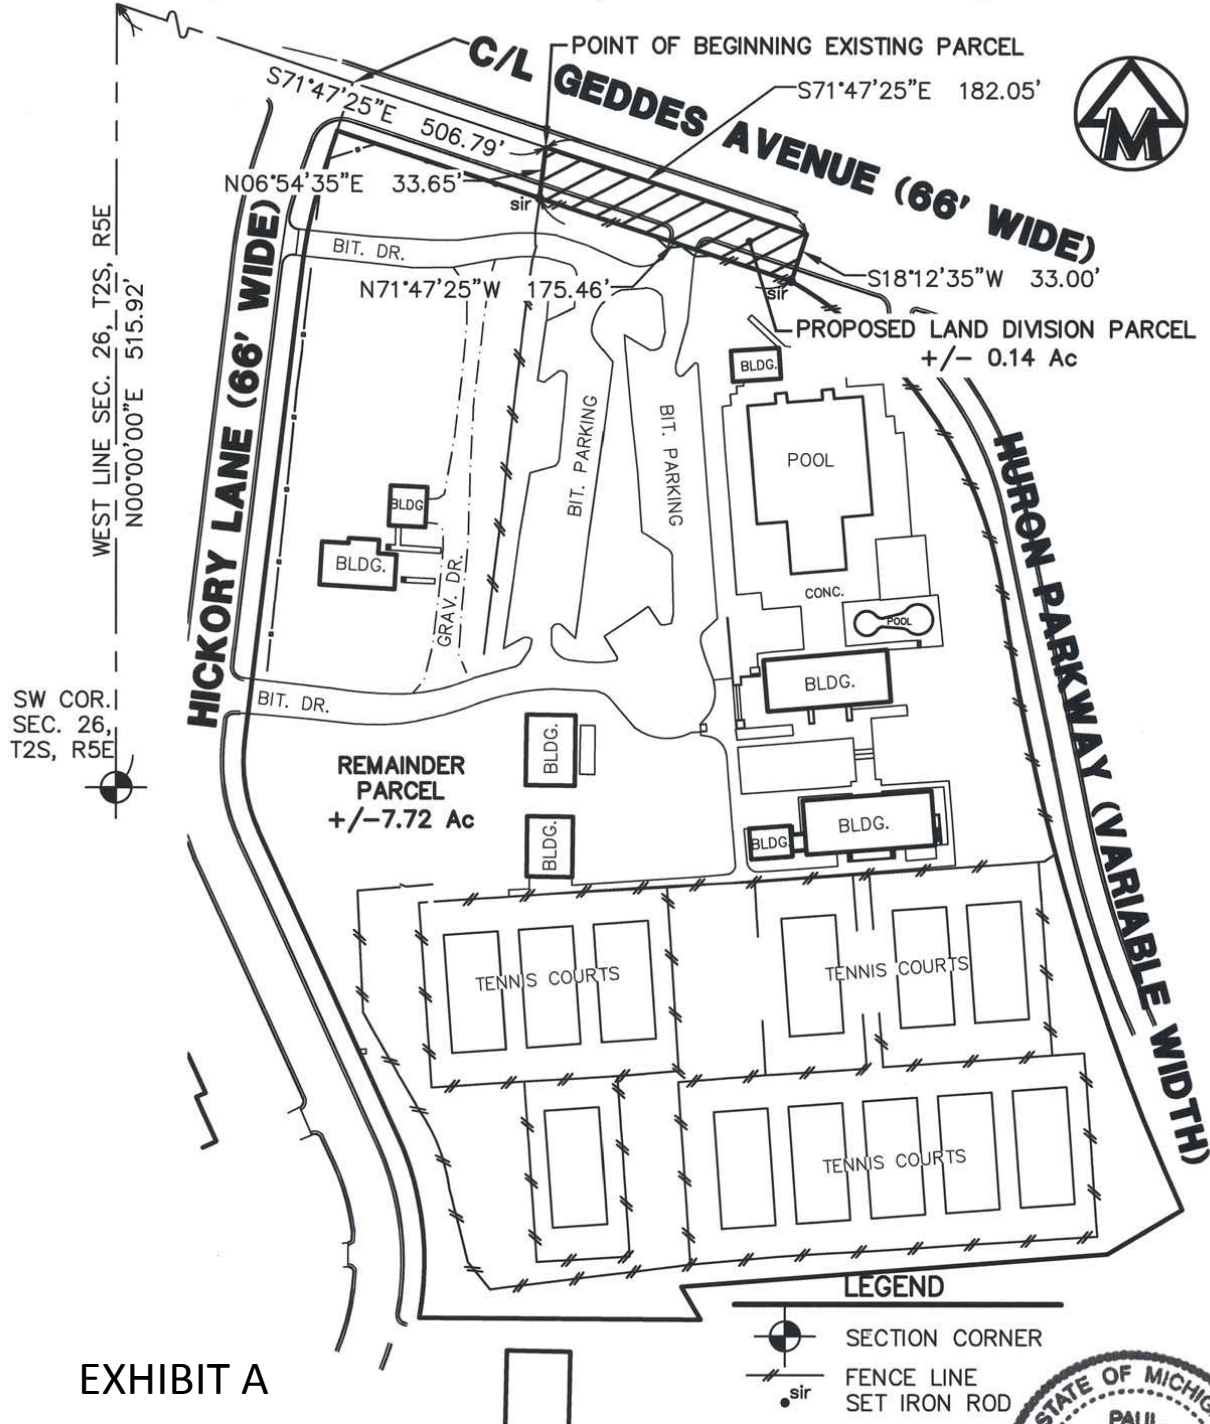 POINT OF BEGINNING EXISTING PARCEL
C/L GEDDES AVENUE (66' WIDE)
S71°47'25"E 182.05'
S71°47'25"E 506.79'
M
N06°54'35"E 33.65'
sir
S18°12'35"W 33.00'
sir
BIT. DR.
N71°47'25"W 175.46'
PROPOSED LAND DIVISION PARCEL
+/- 0.14 Ac
WEST LINE SEC. 26, T2S, R5E
N00°00'00"E 515.92'
HICKORY LANE (66' WIDE)
HURON PARKWAY (VARIABLE WIDTH)
BLDG.
POOL
BIT. PARKING
BIT. PARKING
BLDG
BLDG.
GRAV. DR.
CONC.
POOL
BLDG.
BIT. DR.
SW COR.
SEC. 26,
T2S, R5E
REMAINDER
PARCEL
+/-7.72 Ac
BLDG.
BLDG.
BLDG.
BLDG
TENNIS COURTS
TENNIS COURTS
TENNIS COURTS
LEGEND
SECTION CORNER
FENCE LINE
sir SET IRON ROD
EXHIBIT A
STATE OF MICHIG
PAUL